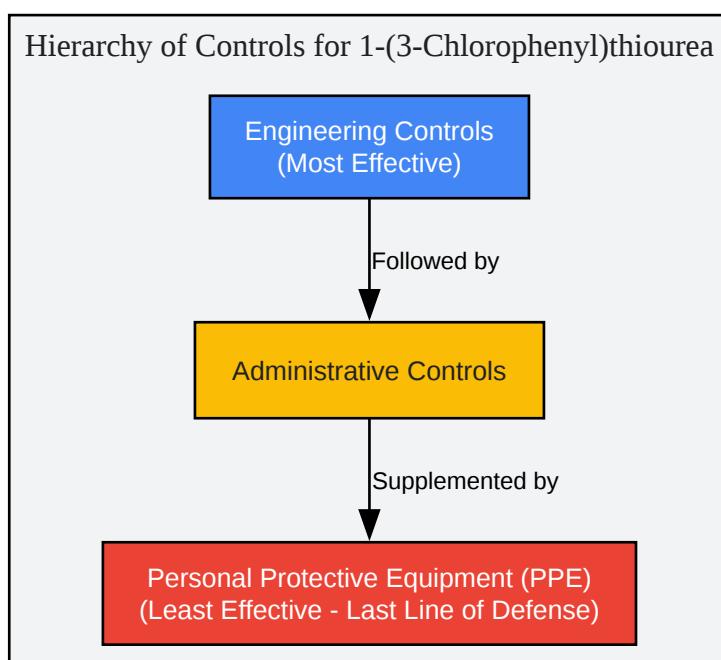 Hierarchy of Controls for 1-(3-Chlorophenyl)thiourea
Engineering Controls
(Most Effective)
Followed by
Administrative Controls
Supplemented by
Personal Protective Equipment (PPE)
(Least Effective - Last Line of Defense)